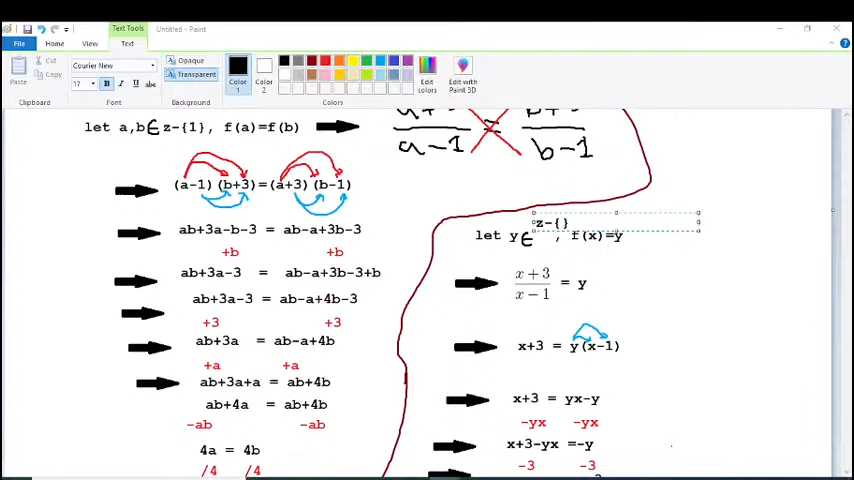 Text Tools
Untitled - Paint
File
Home
View
Text
Paste
Cut
Copy
Clipboard
Courier New
17
B
I
U
abc
Font
Opaque
Transparent
Background
Color 1
Color 2
Colors
Edit colors
Edit with Paint 3D
let a,b∈ z-{1}, f(a)=f(b)
a+3/a-1 = b+3/b-1
(a-1)(b+3)=(a+3)(b-1)
ab+3a-b-3 = ab-a+3b-3
+b +b
ab+3a-3 = ab-a+3b-3+b
ab+3a-3 = ab-a+4b-3
+3 +3
ab+3a = ab-a+4b
+a +a
ab+3a+a = ab+4b
ab+4a = ab+4b
-ab -ab
4a = 4b
/4 /4
z-{}
let y∈ , f(x)=y
x+3/x−1 = y
x+3 = y(x-1)
x+3 = yx-y
-yx -yx
x+3-yx =-y
-3 -3